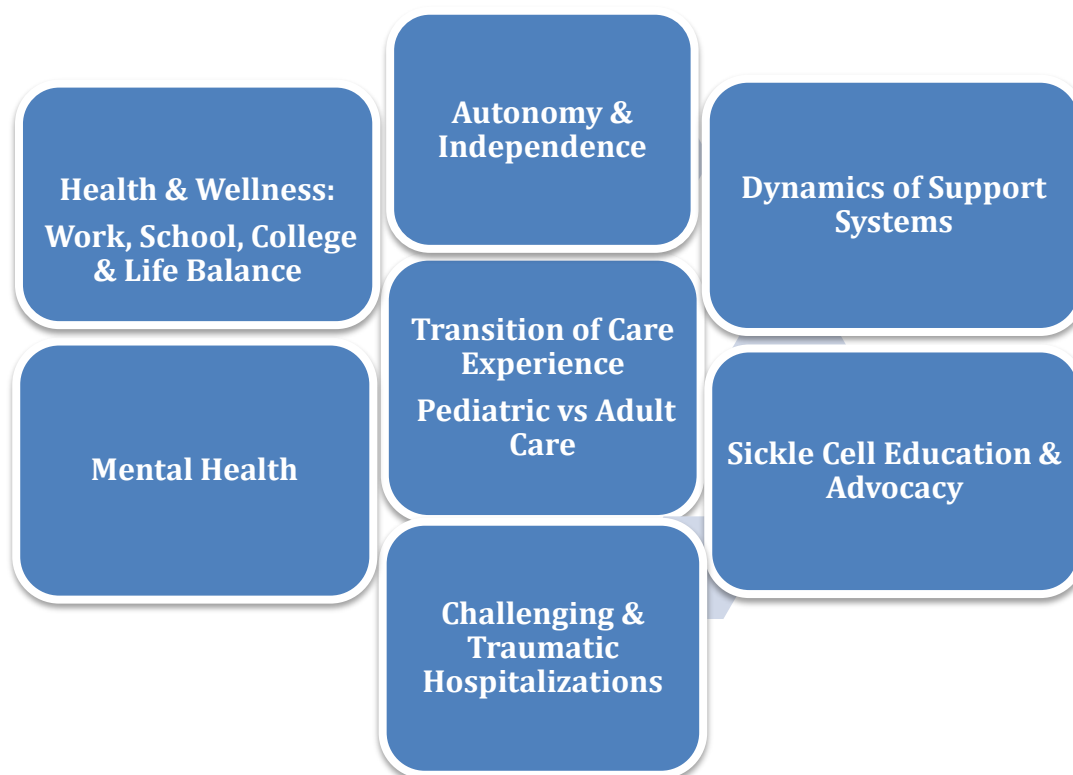 Autonomy &
Independence
Health & Wellness:
Work, School, College
& Life Balance
Dynamics of Support
Systems
Transition of Care
Experience
Pediatric vs Adult
Care
Mental Health
Sickle Cell Education &
Advocacy
Challenging &
Traumatic
Hospitalizations